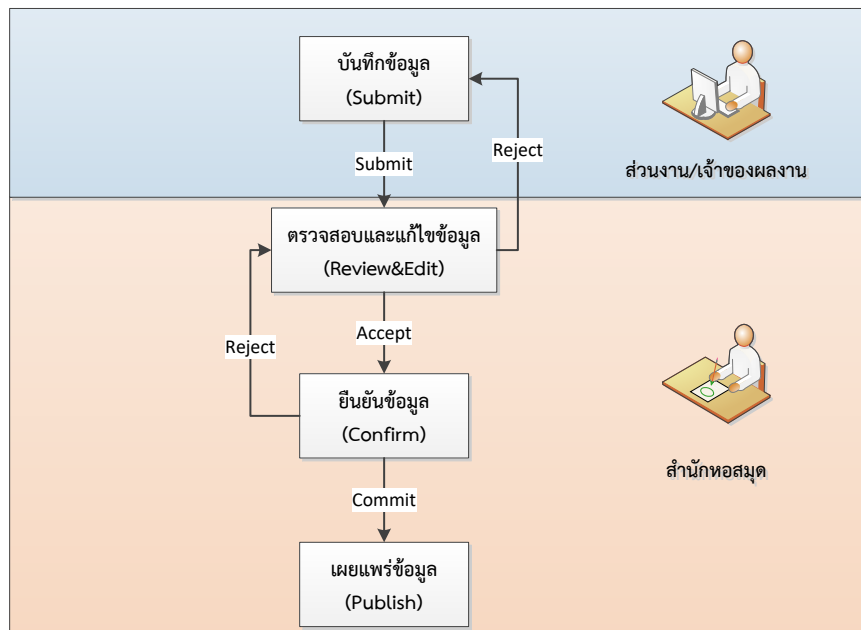 บันทึกข้อมูล
(Submit)
Submit
Reject
ส่วนงาน/เจ้าของผลงาน
ตรวจสอบและแก้ไขข้อมูล
(Review&Edit)
Accept
Reject
ยืนยันข้อมูล
(Confirm)
สำนักหอสมุด
Commit
เผยแพร่ข้อมูล
(Publish)